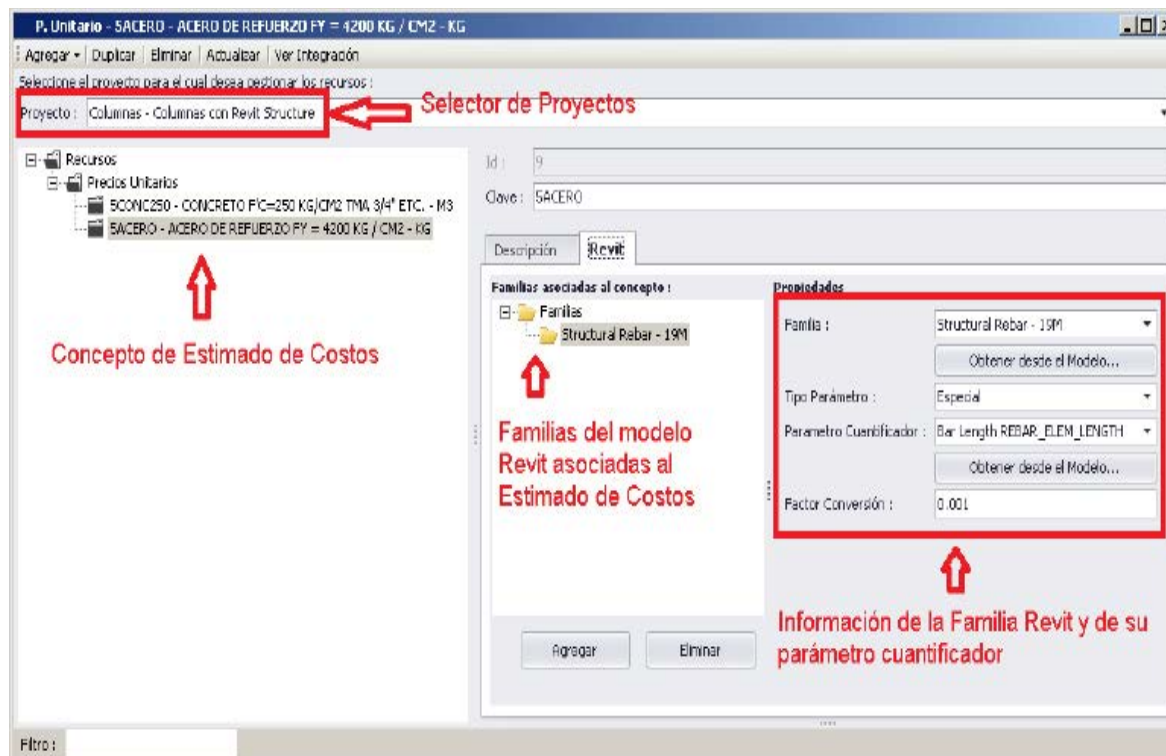 P. Unitario - 5ACERO - ACERO DE REFUERZO FY = 4200 KG / CM2 - KG
Agregar Duplicar Eliminar Actualizar Ver Integración
Seleccione el proyecto para el cual desea gestionar los recursos :
Proyecto : Columnas - Columnas con Revit Structure
Selector de Proyectos
Recursos
Precios Unitarios
5CONC250 - CONCRETO F'C=250 KG/CM2 TMA 3/4" ETC. - M3
5ACERO - ACERO DE REFUERZO FY = 4200 KG / CM2 - KG
Concepto de Estimado de Costos
Id : 9
Clave : 5ACERO
Descripción Revit
Familias asociadas al concepto :
Familias
Structural Rebar - 19M
Familias del modelo
Revit asociadas al
Estimado de Costos
Agregar Eliminar
Propiedades
Familia : Structural Rebar - 19M
Obtener desde el Modelo...
Tipo Parámetro : Especial
Parametro Cuantificador : Bar Length REBAR_ELEM_LENGTH
Obtener desde el Modelo...
Factor Conversión : 0.001
Información de la Familia Revit y de su
parámetro cuantificador
Filtro :